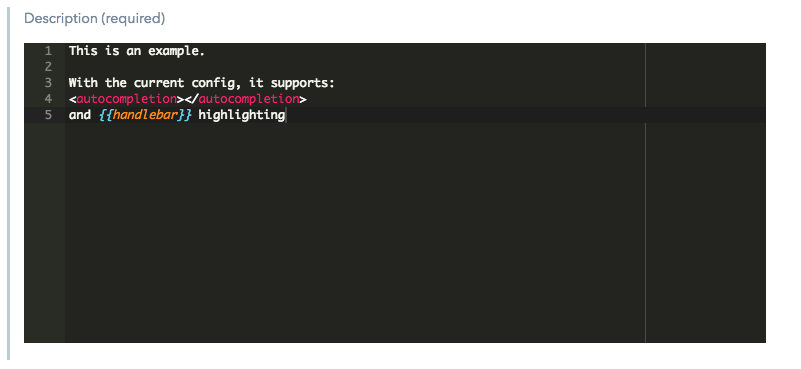 Description (required)
1 This is an example.
2
3 With the current config, it supports:
4 <autocompletion></autocompletion>
5 and {{handlebar}} highlighting